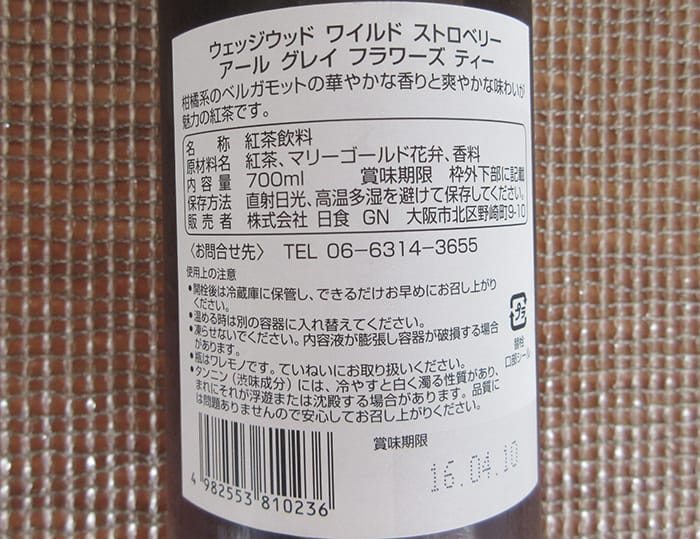 ウェッジウッド ワイルド ストロベリー
アール グレイ フラワーズ ティー
柑橘系のベルガモットの華やかな香りと爽やかな味わいが
魅力の紅茶です。
名称 紅茶飲料
原材料名 紅茶、マリーゴールド花弁、香料
内容量 700ml 賞味期限 枠外下部に記載
保存方法 直射日光、高温多湿を避けて保存してください。
販売者 株式会社 日食 GN 大阪市北区野崎町9-10
〈お問合せ先〉 TEL 06-6314-3655
使用上の注意
●開栓後は冷蔵庫に保管し、できるだけお早めにお召し上がり
ください。
●温める時は別の容器に入れ替えてください。
●凍らせないでください。内容液が膨張し容器が破損する場合
があります。
●瓶はワレモノです。ていねいにお取り扱いください。
●タンニン（渋味成分）には、冷やすと白く濁る性質があり、
まれにそれが浮遊または沈殿する場合があります。品質に
は問題ありませんので安心してお召し上がりください。
プラ
替栓
口部シール
賞味期限
16.04.10
4 982553 810236